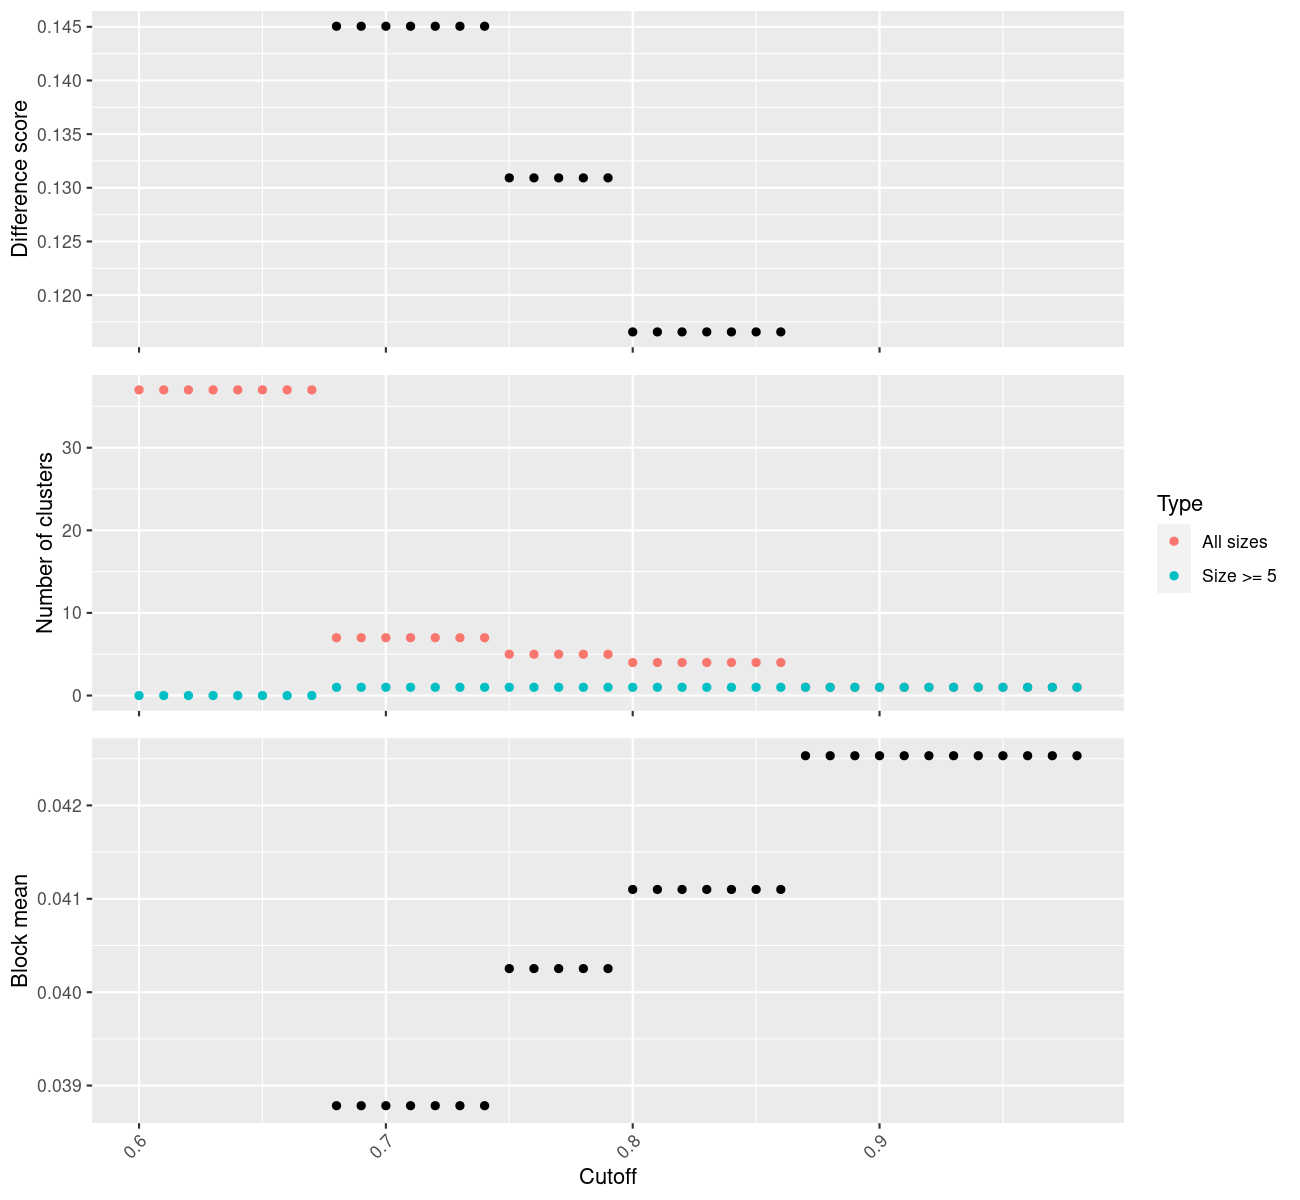 Difference score
0.145
0.140
0.135
0.130
0.125
0.120
Number of clusters
30
20
10
0
Type
All sizes
Size >= 5
Block mean
0.042
0.041
0.040
0.039
0.6
0.7
0.8
0.9
Cutoff